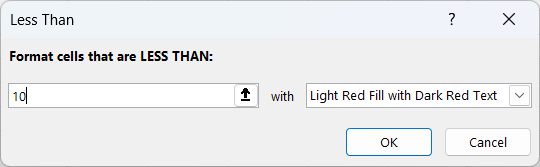 Less Than
?
Format cells that are LESS THAN:
10 with Light Red Fill with Dark Red Text
OK Cancel